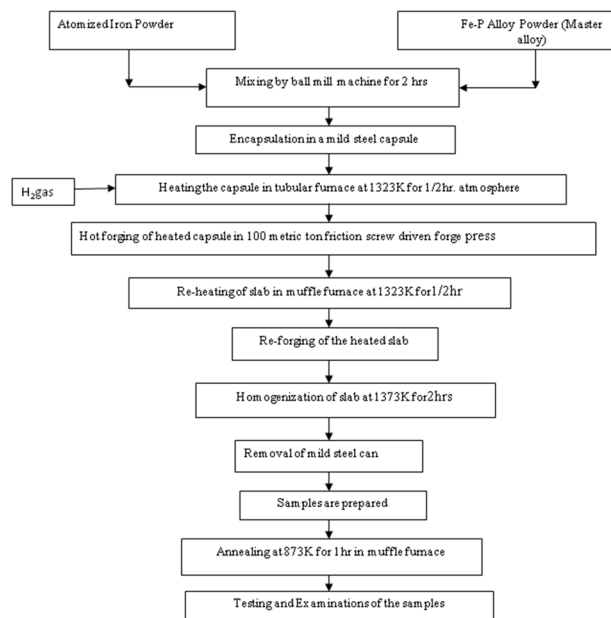 Atomized Iron Powder
Fe-P Alloy Powder (Master
alloy)
Mixing by ball mill machine for 2 hrs
Encapsulation in a mild steel capsule
H₂gas
Heating the capsule in tubular furnace at 1323K for 1/2hr. atmosphere
Hot forging of heated capsule in 100 metric ton friction screw driven forge press
Re-heating of slab in muffle furnace at 1323K for 1/2hr
Re-forging of the heated slab
Homogenization of slab at 1373K for 2hrs
Removal of mild steel can
Samples are prepared
Annealing at 873K for 1hr in muffle furnace
Testing and Examinations of the samples